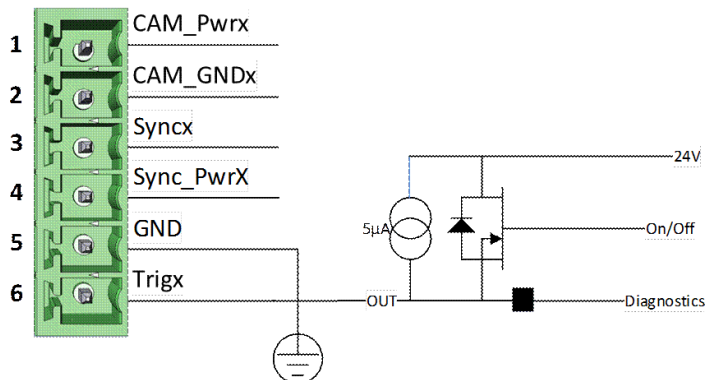 1 CAM_Pwrx
2 CAM_GNDx
3 Syncx
4 Sync_PwrX
5 GND
6 Trigx
24V
5µA
On/Off
OUT
Diagnostics